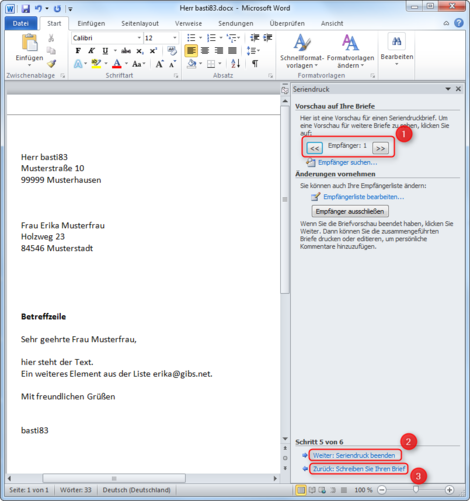 Herr basti83.docx - Microsoft Word
Datei Start Einfügen Seitenlayout Verweise Sendungen Überprüfen Ansicht
Einfügen
Calibri 12
F K U abc x₂ x²
Schnellformat-
Vorlagen
Formatvorlagen
ändern
Bearbeiten
Zwischenablage Schriftart Absatz Formatvorlagen
Seriendruck
Vorschau auf Ihre Briefe
Hier ist eine Vorschau für einen Seriendruckbrief. Um
eine Vorschau für weitere Briefe zu sehen, klicken Sie
auf:
1
<< Empfänger: 1 >>
Empfänger suchen...
Änderungen vornehmen
Sie können auch Ihre Empfängerliste ändern:
Empfängerliste bearbeiten...
Empfänger ausschließen
Wenn Sie die Briefvorschau beendet haben, klicken Sie
Weiter. Dann können Sie die zusammengeführten
Briefe drucken oder editieren, um persönliche
Kommentare hinzuzufügen.
Herr basti83
Musterstraße 10
99999 Musterhausen
Frau Erika Musterfrau
Holzweg 23
84546 Musterstadt
Betreffzeile
Sehr geehrte Frau Musterfrau,
hier steht der Text.
Ein weiteres Element aus der Liste erika@gibs.net.
Mit freundlichen Grüßen
basti83
Schritt 5 von 6
2
Weiter: Seriendruck beenden
Zurück: Schreiben Sie Ihren Brief
3
Seite: 1 von 1 Wörter: 33 Deutsch (Deutschland) 100 %